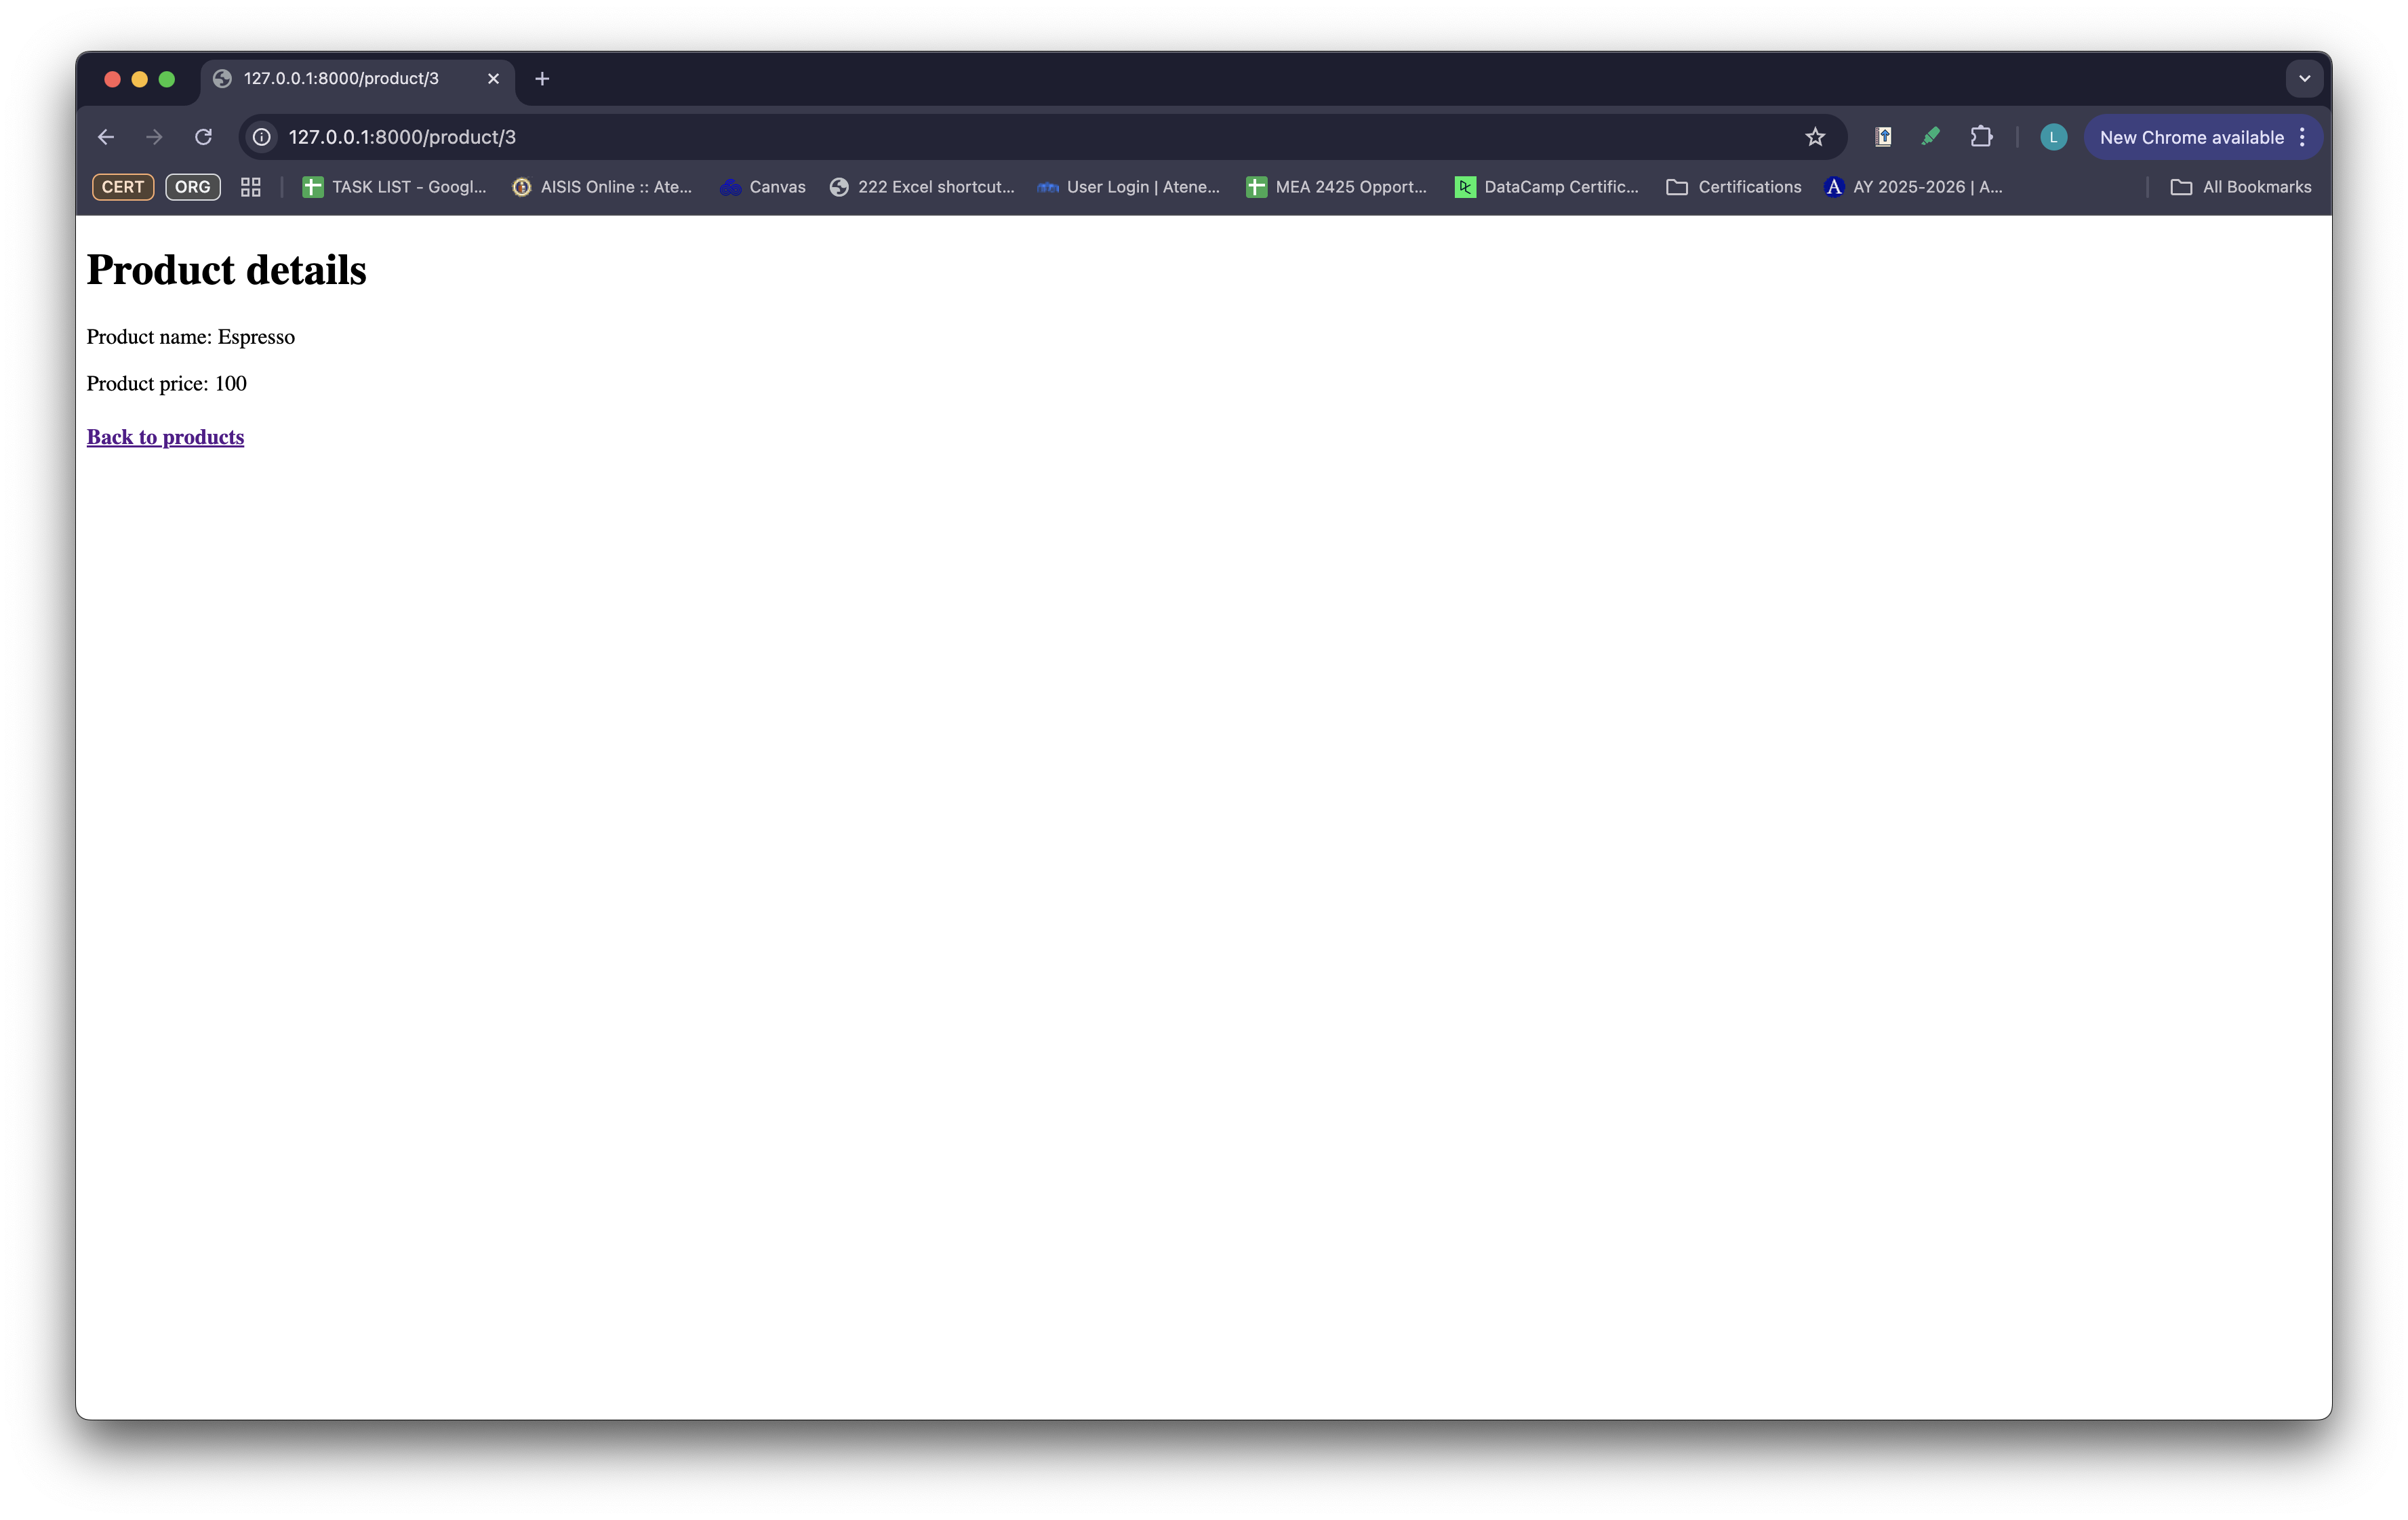 127.0.0.1:8000/product/3
127.0.0.1:8000/product/3
L
New Chrome available
CERT ORG TASK LIST - Googl... AISIS Online :: Ate... Canvas 222 Excel shortcut... User Login | Atene... MEA 2425 Opport... DataCamp Certific... Certifications A AY 2025-2026 | A... All Bookmarks
Product details
Product name: Espresso
Product price: 100
Back to products